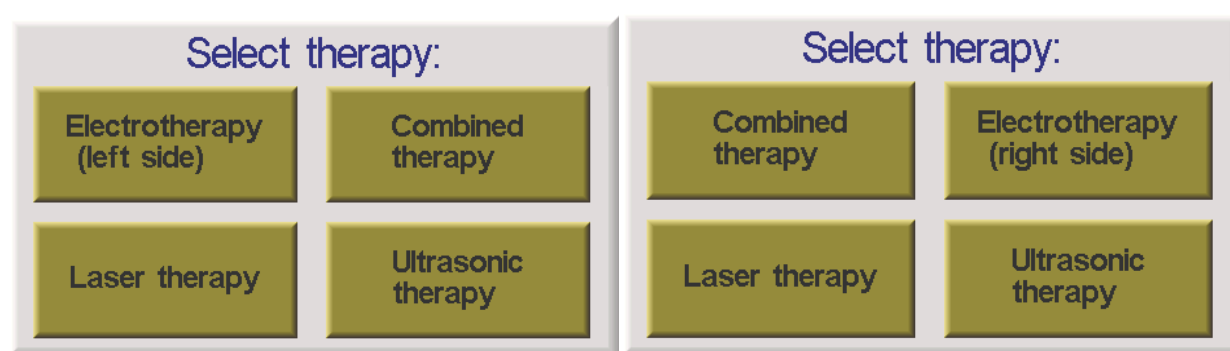 Select therapy:
Electrotherapy
(left side)
Combined
therapy
Laser therapy
Ultrasonic
therapy
Select therapy:
Combined
therapy
Electrotherapy
(right side)
Laser therapy
Ultrasonic
therapy